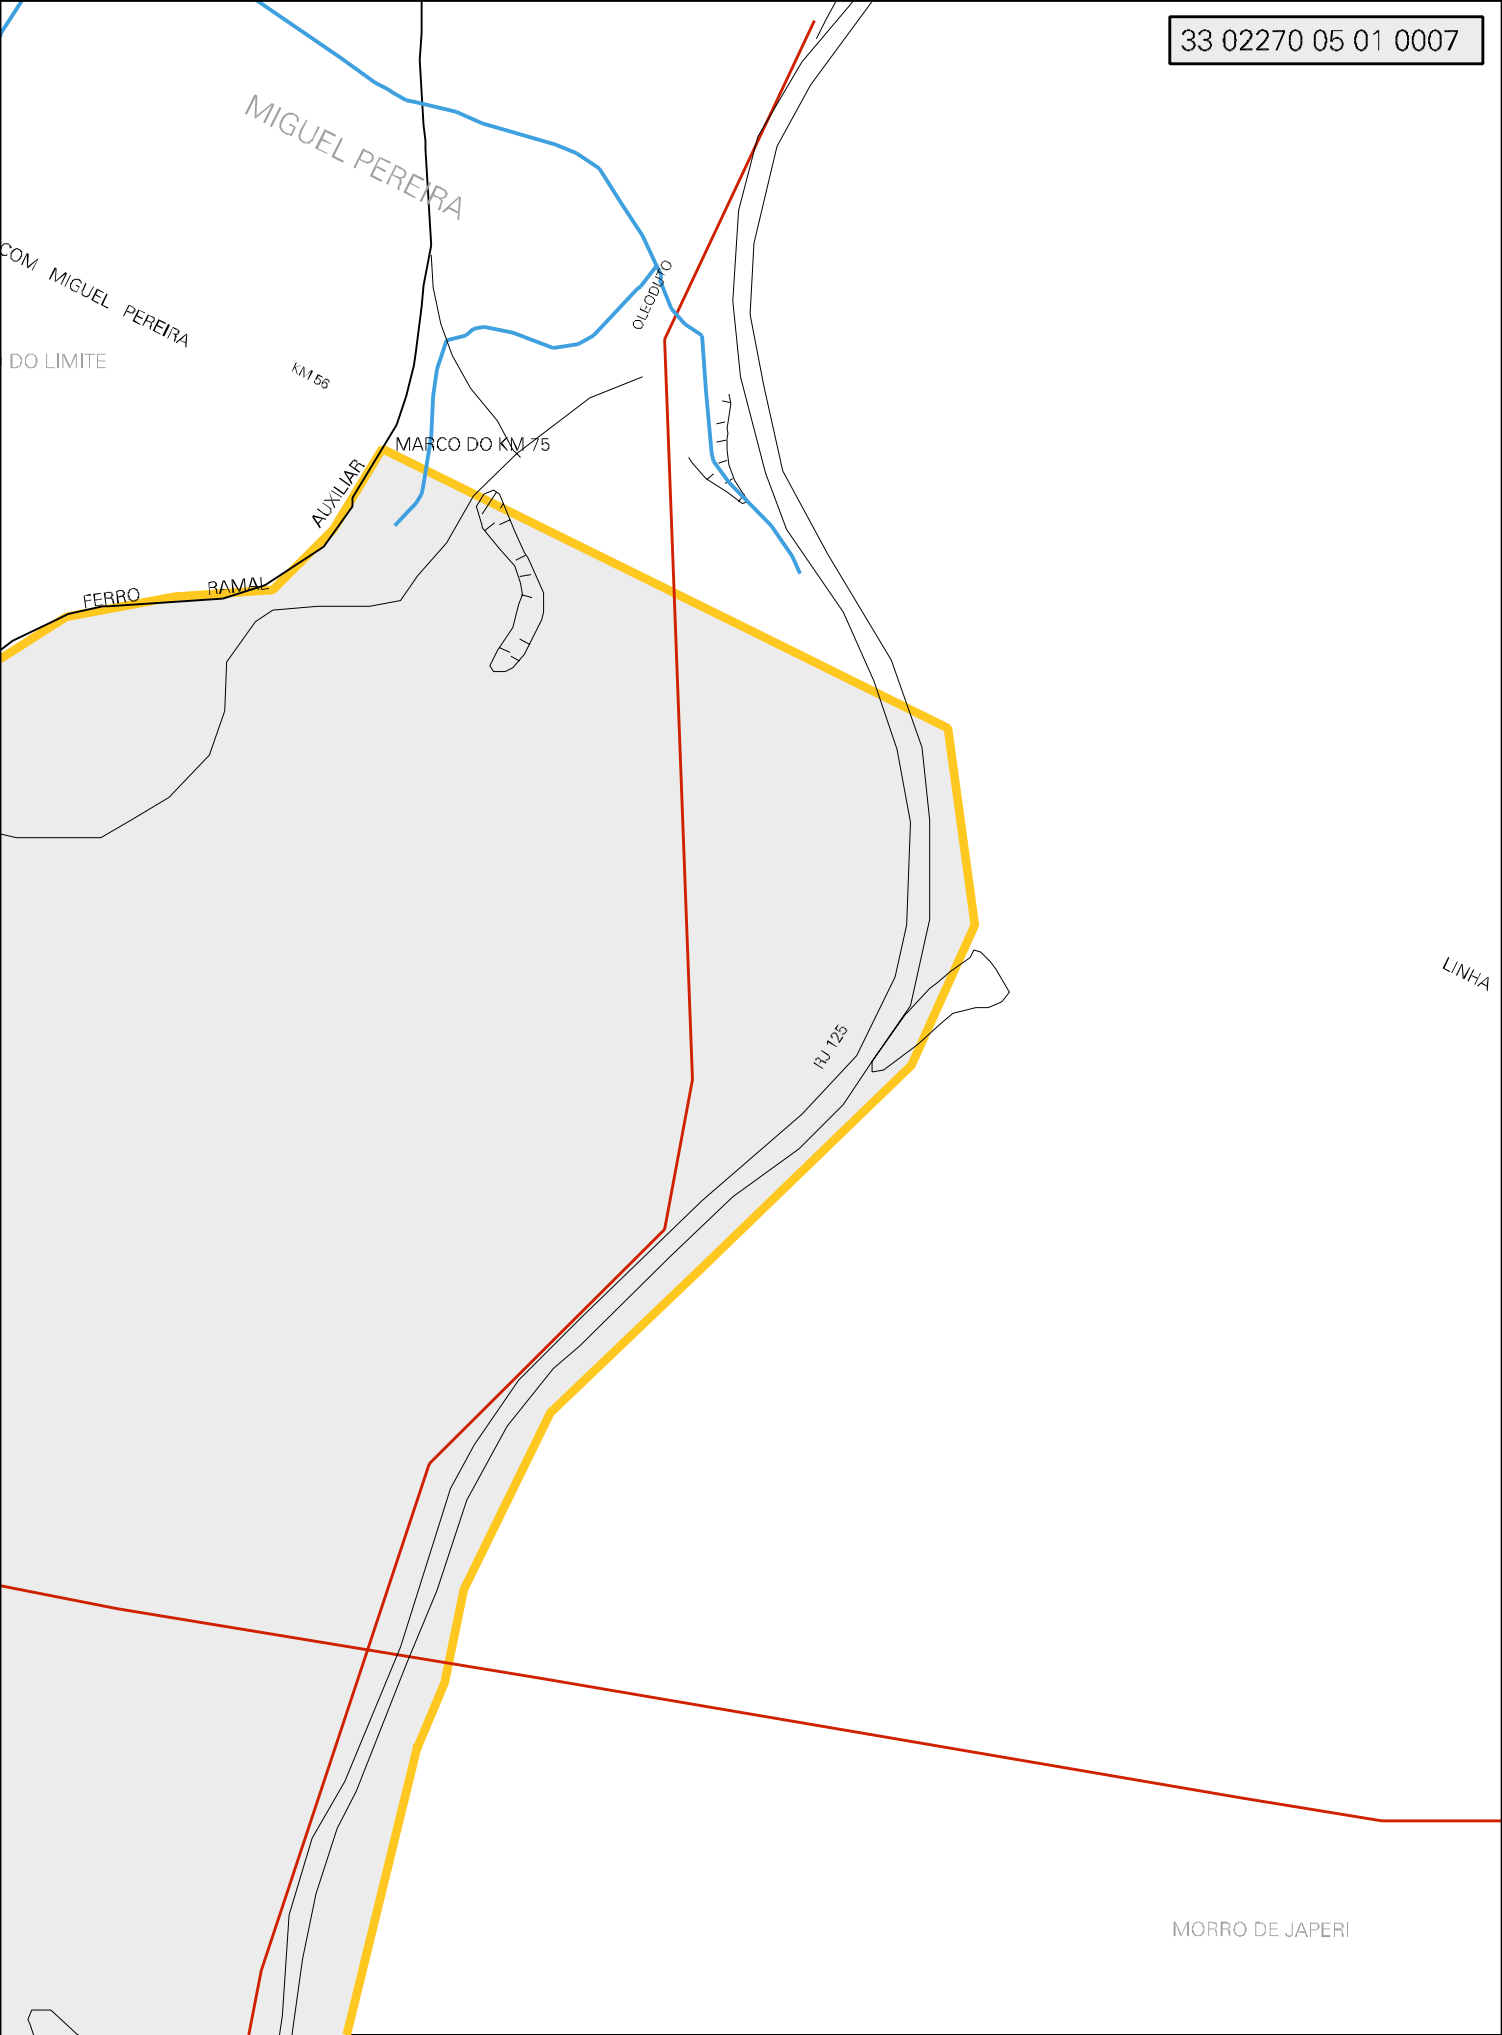 33 02270 05 01 0007
MIGUEL PEREIRA
COM MIGUEL PEREIRA
OLEODUTO
DO LIMITE
KM 56
MARCO DO KM 75
AUXILIAR
RAMAL
FERRO
LINHA
RJ 125
MORRO DE JAPERI